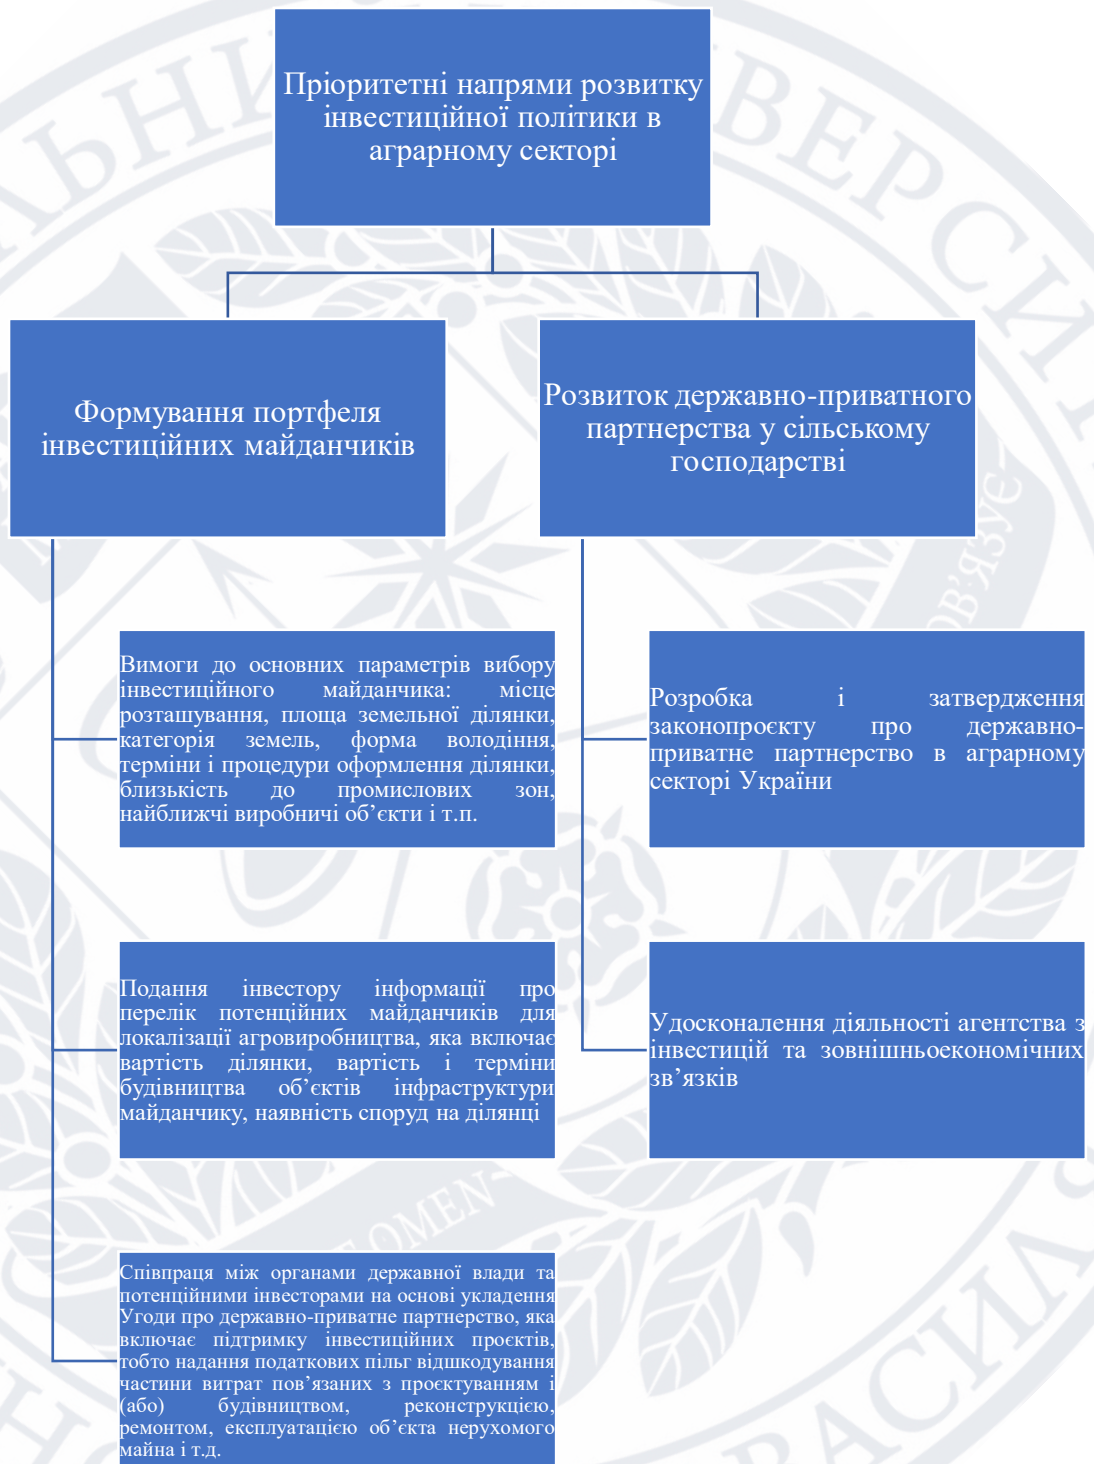 Пріоритетні напрями розвитку
інвестиційної політики в
аграрному секторі
Формування портфеля
інвестиційних майданчиків
Розвиток державно-приватного
партнерства у сільському
господарстві
Вимоги до основних параметрів вибору
інвестиційного майданчика: місце
розташування, площа земельної ділянки,
категорія земель, форма володіння,
терміни і процедури оформлення ділянки,
близькість до промислових зон,
найближчі виробничі об’єкти і т.п.
Розробка і затвердження
законопроєкту про державно-
приватне партнерство в аграрному
секторі України
Подання інвестору інформації про
перелік потенційних майданчиків для
локалізації агровиробництва, яка включає
вартість ділянки, вартість і терміни
будівництва об’єктів інфраструктури
майданчику, наявність споруд на ділянці
Удосконалення діяльності агентства з
інвестицій та зовнішньоекономічних
зв’язків
Співпраця між органами державної влади та
потенційними інвесторами на основі укладення
Угоди про державно-приватне партнерство, яка
включає підтримку інвестиційних проєктів,
тобто надання податкових пільг відшкодування
частини витрат пов’язаних з проєктуванням і
(або) будівництвом, реконструкцією,
ремонтом, експлуатацією об’єкта нерухомого
майна і т.д.